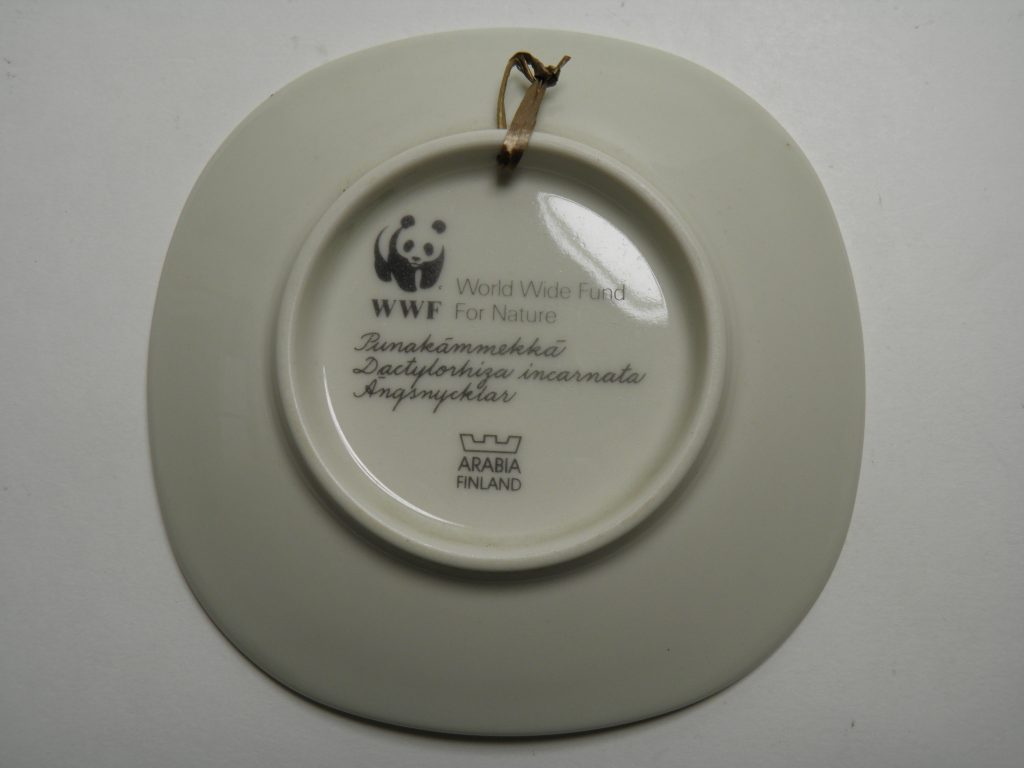 WWF World Wide Fund
For Nature
Punakämmekkä
Dactylorhiza incarnata
Ängsnycklar
ARABIA
FINLAND